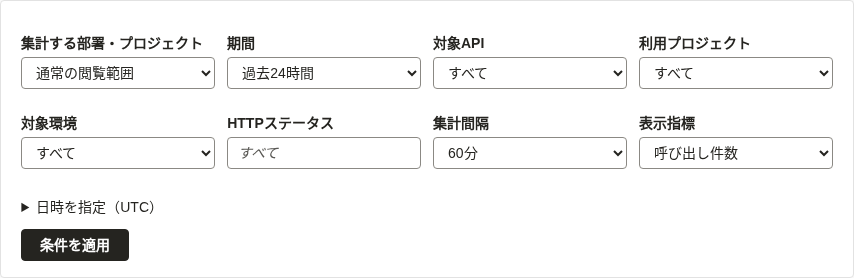 集計する部署・プロジェクト 期間 対象API 利用プロジェクト
通常の閲覧範囲 過去24時間 すべて すべて
対象環境 HTTPステータス 集計間隔 表示指標
すべて すべて 60分 呼び出し件数
▶ 日時を指定（UTC）
条件を適用